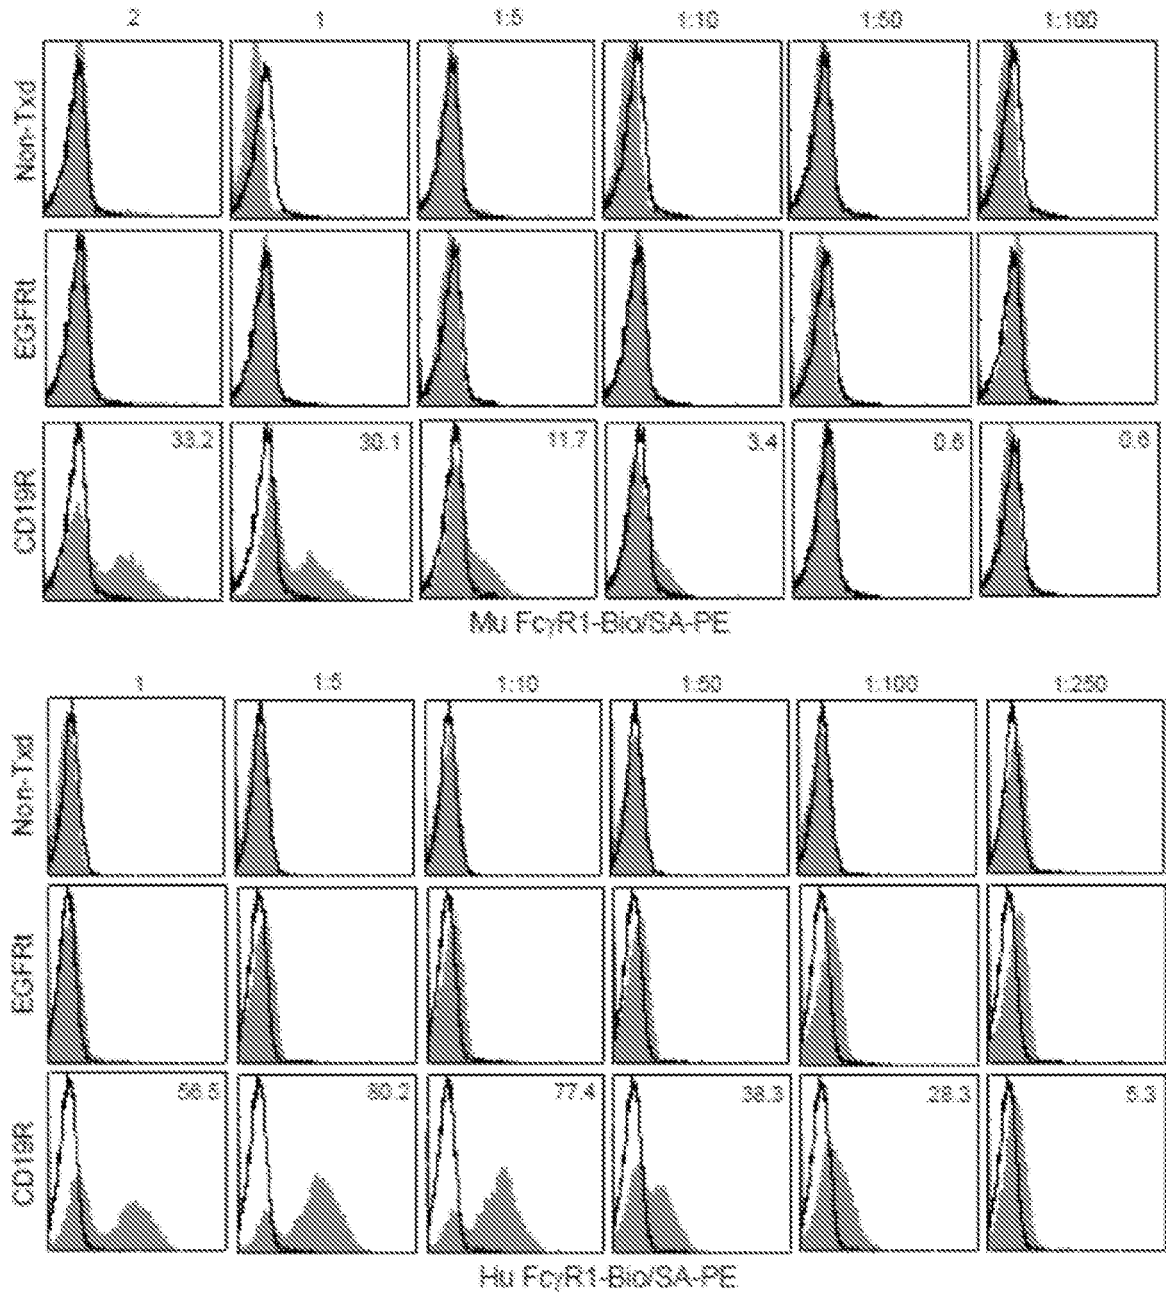 2 1 1:5 1:10 1:50 1:100
Non-Txd
EGFRt
CD19R 33.2 30.1 11.7 3.4 0.6 0.6
Mu FcγR1-Bio/SA-PE
1 1:5 1:10 1:50 1:100 1:250
Non-Txd
EGFRt
CD19R 56.5 80.2 77.4 38.3 28.3 5.3
Hu FcγR1-Bio/SA-PE